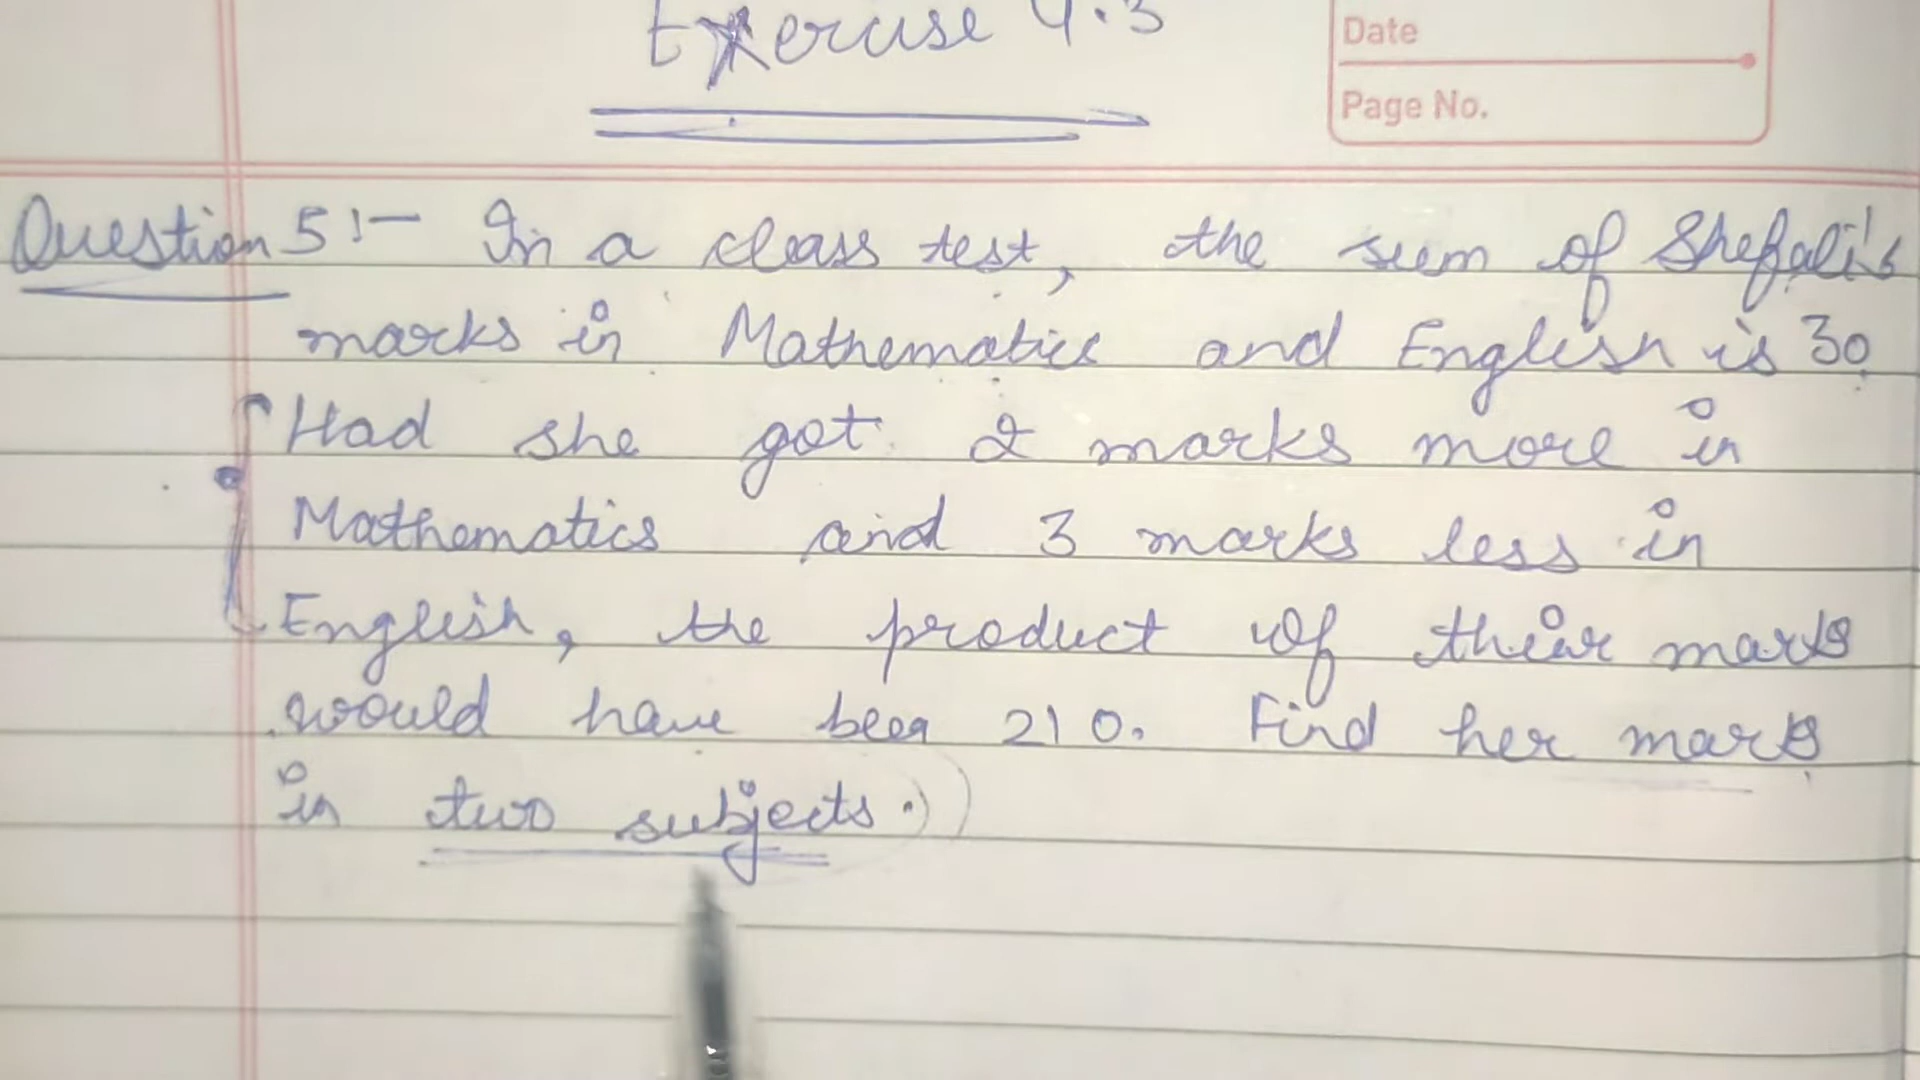 Exercise 4.3
Date
Page No.
Question 5:- In a class test, the sum of Shefali's
marks in Mathematics and English is 30
Had she got 2 marks more in
Mathematics and 3 marks less in
English, the product of their marks
would have been 210. Find her marks
in two subjects.